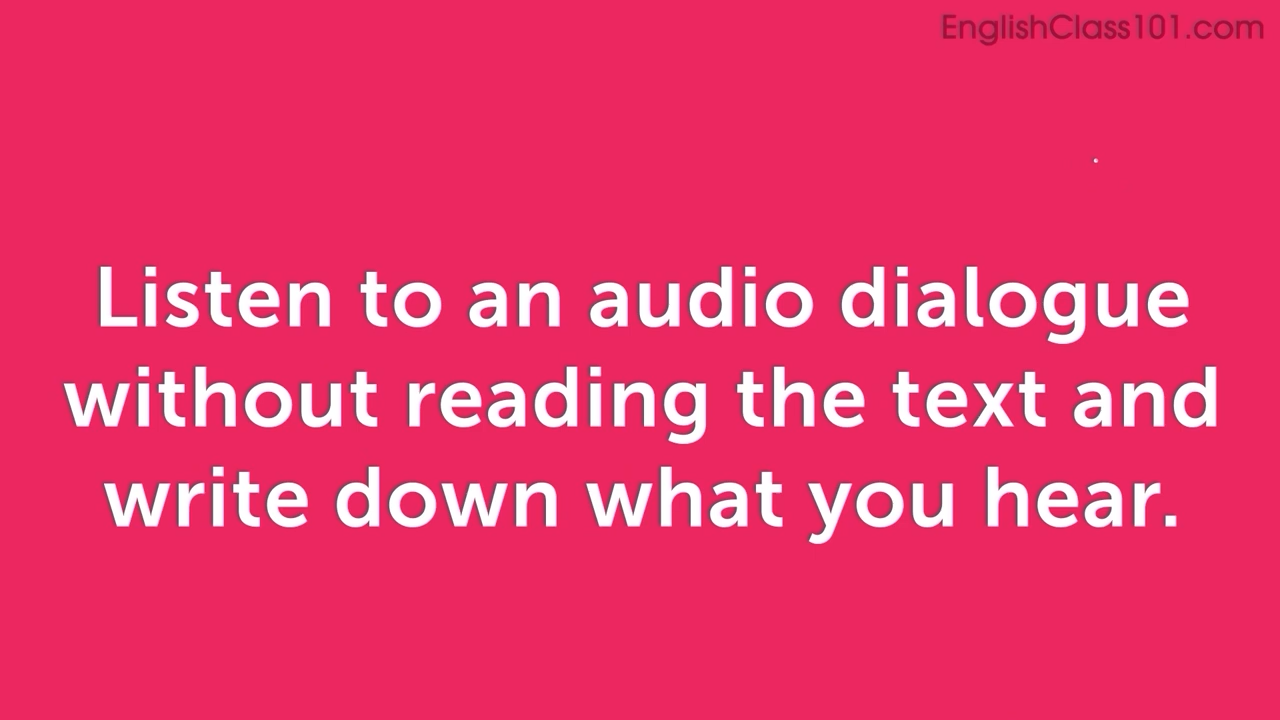 EnglishClass101.com
Listen to an audio dialogue
without reading the text and
write down what you hear.